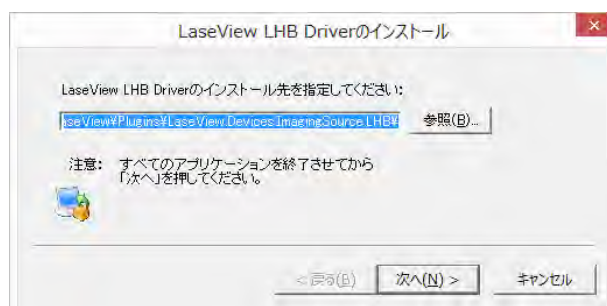 LaseView LHB Driverのインストール
LaseView LHB Driverのインストール先を指定してください:
aseView¥Plugins¥LaseView.Devices.ImagingSource.LHB¥
参照(B)...
注意: すべてのアプリケーションを終了させてから
「次へ」を押してください。
< 戻る(B)
次へ(N) >
キャンセル